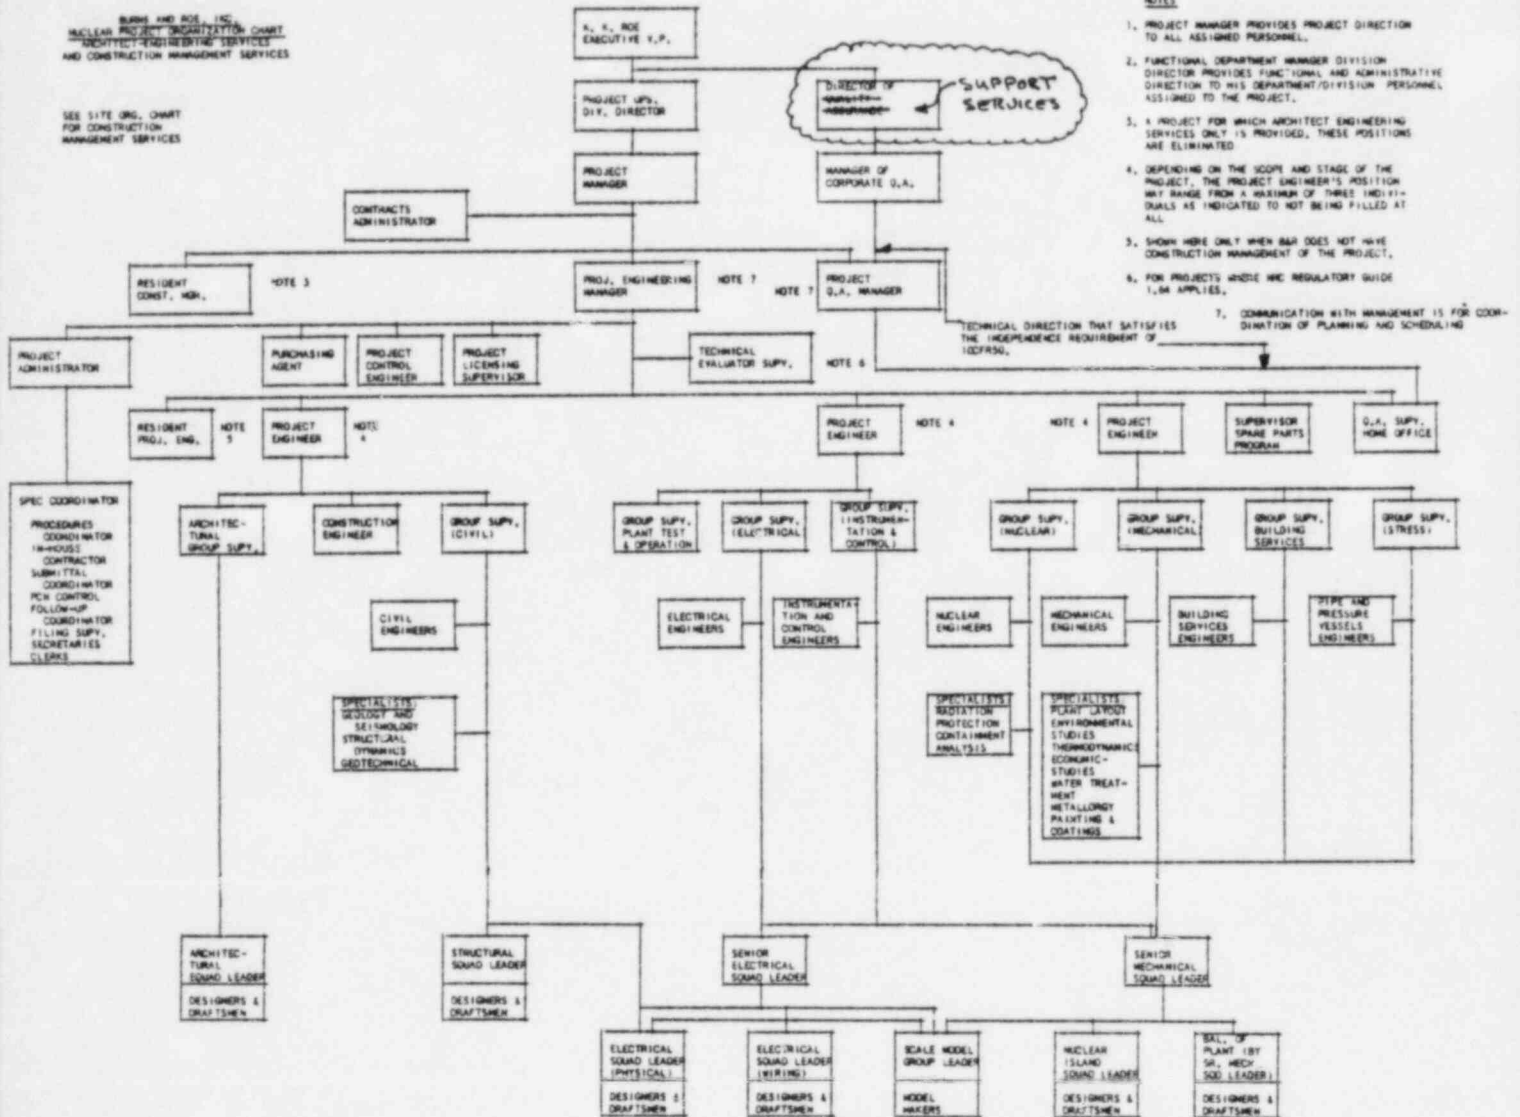 BURNS AND ROE, INC.
NUCLEAR PROJECT ORGANIZATION CHART
ARCHITECT-ENGINEERING SERVICES
AND CONSTRUCTION MANAGEMENT SERVICES
SEE SITE ORG. CHART
FOR CONSTRUCTION
MANAGEMENT SERVICES
K. K. ROE
EXECUTIVE V.P.
PROJECT OPS.
DIV. DIRECTOR
DIRECTOR OF
QUALITY
ASSURANCE
SUPPORT
SERVICES
PROJECT
MANAGER
MANAGER OF
CORPORATE Q.A.
CONTRACTS
ADMINISTRATOR
NOTES
1. PROJECT MANAGER PROVIDES PROJECT DIRECTION
TO ALL ASSIGNED PERSONNEL.
2. FUNCTIONAL DEPARTMENT MANAGER DIVISION
DIRECTOR PROVIDES FUNCTIONAL AND ADMINISTRATIVE
DIRECTION TO HIS DEPARTMENT/DIVISION PERSONNEL
ASSIGNED TO THE PROJECT.
3. A PROJECT FOR WHICH ARCHITECT ENGINEERING
SERVICES ONLY IS PROVIDED, THESE POSITIONS
ARE ELIMINATED
4. DEPENDING ON THE SCOPE AND STAGE OF THE
PROJECT, THE PROJECT ENGINEER'S POSITION
MAY RANGE FROM A MAXIMUM OF THREE INDIVI-
DUALS AS INDICATED TO NOT BEING FILLED AT
ALL
5. SHOWN HERE ONLY WHEN B&R DOES NOT HAVE
CONSTRUCTION MANAGEMENT OF THE PROJECT.
6. FOR PROJECTS WHERE NRC REGULATORY GUIDE
1.64 APPLIES.
7. COMMUNICATION WITH MANAGEMENT IS FOR COOR-
DINATION OF PLANNING AND SCHEDULING
RESIDENT
CONST. MGR.
NOTE 3
PROJ. ENGINEERING
MANAGER
NOTE 7
NOTE 7
PROJECT
Q.A. MANAGER
TECHNICAL DIRECTION THAT SATISFIES
THE INDEPENDENCE REQUIREMENT OF
10CFR50.
PROJECT
ADMINISTRATOR
PURCHASING
AGENT
PROJECT
CONTROL
ENGINEER
PROJECT
LICENSING
SUPERVISOR
TECHNICAL
EVALUATOR SUPV.
NOTE 6
RESIDENT
PROJ. ENG.
NOTE
5
PROJECT
ENGINEER
NOTE
4
PROJECT
ENGINEER
NOTE 4
NOTE 4
PROJECT
ENGINEER
SUPERVISOR
SPARE PARTS
PROGRAM
Q.A. SUPV.
HOME OFFICE
SPEC COORDINATOR
PROCEDURES
COORDINATOR
IN-HOUSE
CONTRACTOR
SUBMITTAL
COORDINATOR
PCN CONTROL
FOLLOW-UP
COORDINATOR
FILING SUPV.
SECRETARIES
CLERKS
ARCHITEC-
TURAL
GROUP SUPV.
CONSTRUCTION
ENGINEER
GROUP SUPV.
(CIVIL)
GROUP SUPV.
PLANT TEST
& OPERATION
GROUP SUPV.
(ELECTRICAL
GROUP SUPV.
(INSTRUMEN-
TATION &
CONTROL)
GROUP SUPV.
(NUCLEAR)
GROUP SUPV.
(MECHANICAL
GROUP SUPV.
BUILDING
SERVICES
GROUP SUPV.
(STRESS)
CIVIL
ENGINEERS
ELECTRICAL
ENGINEERS
INSTRUMENTA-
TION AND
CONTROL
ENGINEERS
NUCLEAR
ENGINEERS
MECHANICAL
ENGINEERS
BUILDING
SERVICES
ENGINEERS
PIPE AND
PRESSURE
VESSELS
ENGINEERS
SPECIALISTS
GEOLOGY AND
SEISMOLOGY
STRUCTURAL
DYNAMICS
GEOTECHNICAL
SPECIALISTS
RADIATION
PROTECTION
CONTAINMENT
ANALYSIS
SPECIALISTS
PLANT LAYOUT
ENVIRONMENTAL
STUDIES
THERMODYNAMICS
ECONOMIC-
STUDIES
WATER TREAT-
MENT
METALLORGY
PAINTING &
COATINGS
ARCHITEC-
TURAL
SQUAD LEADER
DESIGNERS &
DRAFTSMEN
STRUCTURAL
SQUAD LEADER
DESIGNERS &
DRAFTSMEN
SENIOR
ELECTRICAL
SQUAD LEADER
SENIOR
MECHANICAL
SQUAD LEADER
ELECTRICAL
SQUAD LEADER
(PHYSICAL)
DESIGNERS &
DRAFTSMEN
ELECTRICAL
SQUAD LEADER
(WIRING)
DESIGNERS &
DRAFTSMEN
SCALE MODEL
GROUP LEADER
MODEL
MAKERS
NUCLEAR
ISLAND
SQUAD LEADER
DESIGNERS &
DRAFTSMEN
BAL. OF
PLANT (BY
SR. MECH
SQD LEADER)
DESIGNERS &
DRAFTSMEN